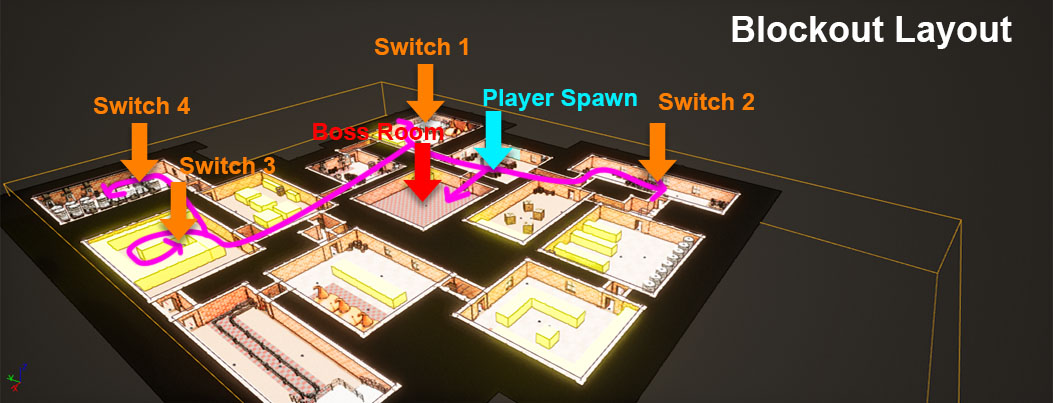 Blockout Layout
Switch 1
Player Spawn
Switch 4
Switch 2
Boss Room
Switch 3